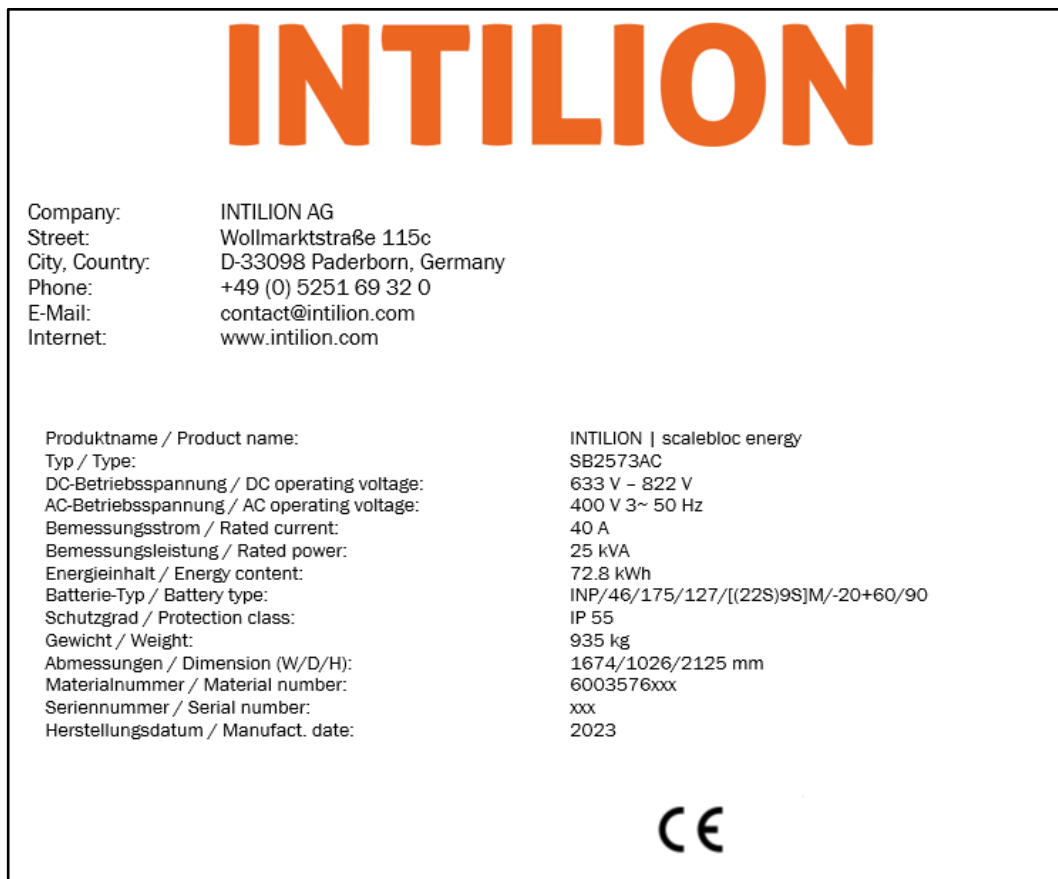 INTILION
Company: INTILION AG
Street: Wollmarktstraße 115c
City, Country: D-33098 Paderborn, Germany
Phone: +49 (0) 5251 69 32 0
E-Mail: contact@intilion.com
Internet: www.intilion.com
Produktname / Product name: INTILION | scalebloc energy
Typ / Type: SB2573AC
DC-Betriebsspannung / DC operating voltage: 633 V – 822 V
AC-Betriebsspannung / AC operating voltage: 400 V 3~ 50 Hz
Bemessungsstrom / Rated current: 40 A
Bemessungsleistung / Rated power: 25 kVA
Energieinhalt / Energy content: 72.8 kWh
Batterie-Typ / Battery type: INP/46/175/127/[(22S)9S]M/-20+60/90
Schutzgrad / Protection class: IP 55
Gewicht / Weight: 935 kg
Abmessungen / Dimension (W/D/H): 1674/1026/2125 mm
Materialnummer / Material number: 6003576xxx
Seriennummer / Serial number: xxx
Herstellungsdatum / Manufact. date: 2023
CE